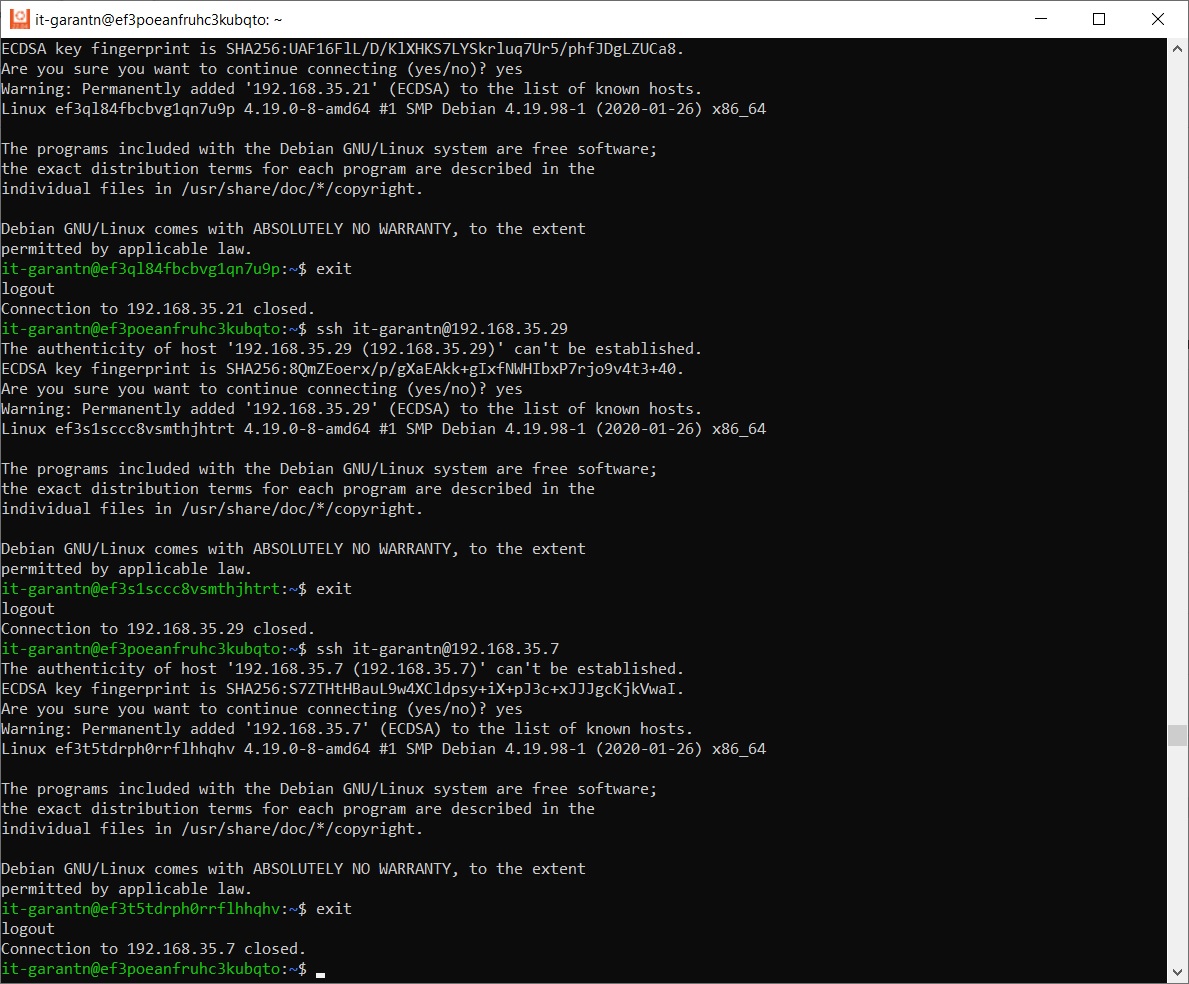 it-garantn@ef3poeanfruhc3kubqto: ~
ECDSA key fingerprint is SHA256:UAF16FlL/D/KlXHKS7LYSkrluq7Ur5/phfJDgLZUCa8.
Are you sure you want to continue connecting (yes/no)? yes
Warning: Permanently added '192.168.35.21' (ECDSA) to the list of known hosts.
Linux ef3ql84fbcbvg1qn7u9p 4.19.0-8-amd64 #1 SMP Debian 4.19.98-1 (2020-01-26) x86_64
The programs included with the Debian GNU/Linux system are free software;
the exact distribution terms for each program are described in the
individual files in /usr/share/doc/*/copyright.
Debian GNU/Linux comes with ABSOLUTELY NO WARRANTY, to the extent
permitted by applicable law.
it-garantn@ef3ql84fbcbvg1qn7u9p:~$ exit
logout
Connection to 192.168.35.21 closed.
it-garantn@ef3poeanfruhc3kubqto:~$ ssh it-garantn@192.168.35.29
The authenticity of host '192.168.35.29 (192.168.35.29)' can't be established.
ECDSA key fingerprint is SHA256:8QmZEoerx/p/gXaEAkk+gIxfNWHIbxP7rjo9v4t3+40.
Are you sure you want to continue connecting (yes/no)? yes
Warning: Permanently added '192.168.35.29' (ECDSA) to the list of known hosts.
Linux ef3s1sccc8vsmthjhtrt 4.19.0-8-amd64 #1 SMP Debian 4.19.98-1 (2020-01-26) x86_64
The programs included with the Debian GNU/Linux system are free software;
the exact distribution terms for each program are described in the
individual files in /usr/share/doc/*/copyright.
Debian GNU/Linux comes with ABSOLUTELY NO WARRANTY, to the extent
permitted by applicable law.
it-garantn@ef3s1sccc8vsmthjhtrt:~$ exit
logout
Connection to 192.168.35.29 closed.
it-garantn@ef3poeanfruhc3kubqto:~$ ssh it-garantn@192.168.35.7
The authenticity of host '192.168.35.7 (192.168.35.7)' can't be established.
ECDSA key fingerprint is SHA256:S7ZTHtHBauL9w4XCldpsy+iX+pJ3c+xJJJgcKjkVwaI.
Are you sure you want to continue connecting (yes/no)? yes
Warning: Permanently added '192.168.35.7' (ECDSA) to the list of known hosts.
Linux ef3t5tdrph0rrflhhqhv 4.19.0-8-amd64 #1 SMP Debian 4.19.98-1 (2020-01-26) x86_64
The programs included with the Debian GNU/Linux system are free software;
the exact distribution terms for each program are described in the
individual files in /usr/share/doc/*/copyright.
Debian GNU/Linux comes with ABSOLUTELY NO WARRANTY, to the extent
permitted by applicable law.
it-garantn@ef3t5tdrph0rrflhhqhv:~$ exit
logout
Connection to 192.168.35.7 closed.
it-garantn@ef3poeanfruhc3kubqto:~$